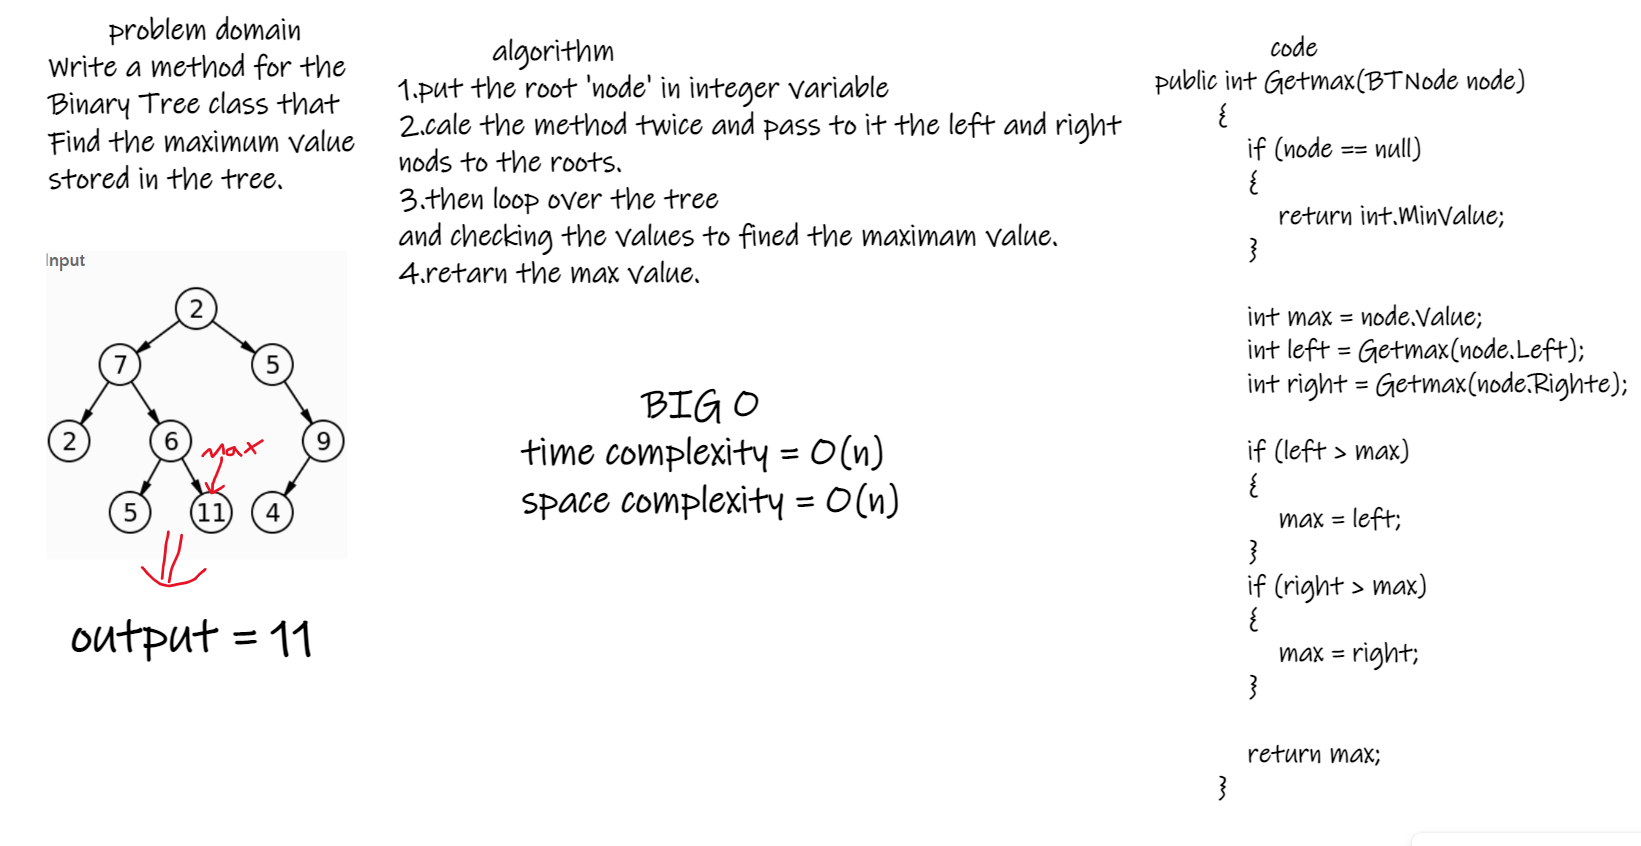 problem domain
Write a method for the
Binary Tree class that
Find the maximum value
stored in the tree.
Input
2
7
5
2
6
max
9
5
11
4
output = 11
algorithm
1.put the root 'node' in integer variable
2.cale the method twice and pass to it the left and right
nods to the roots.
3.then loop over the tree
and checking the values to fined the maximam value.
4.retarn the max value.
BIG O
time complexity = O(n)
space complexity = O(n)
code
public int Getmax(BTNode node)
{
if (node == null)
{
return int.MinValue;
}
int max = node.Value;
int left = Getmax(node.Left);
int right = Getmax(node.Righte);
if (left > max)
{
max = left;
}
if (right > max)
{
max = right;
}
return max;
}